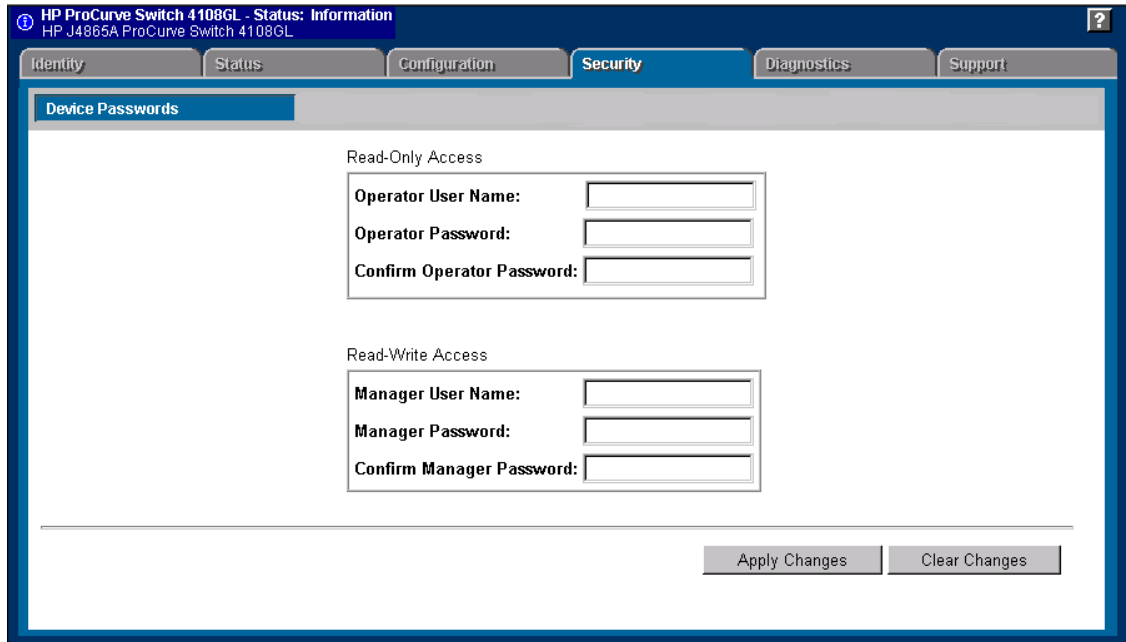 HP ProCurve Switch 4108GL - Status: Information
HP J4865A ProCurve Switch 4108GL
?
Identity Status Configuration Security Diagnostics Support
Device Passwords
Read-Only Access
Operator User Name:
Operator Password:
Confirm Operator Password:
Read-Write Access
Manager User Name:
Manager Password:
Confirm Manager Password:
Apply Changes Clear Changes